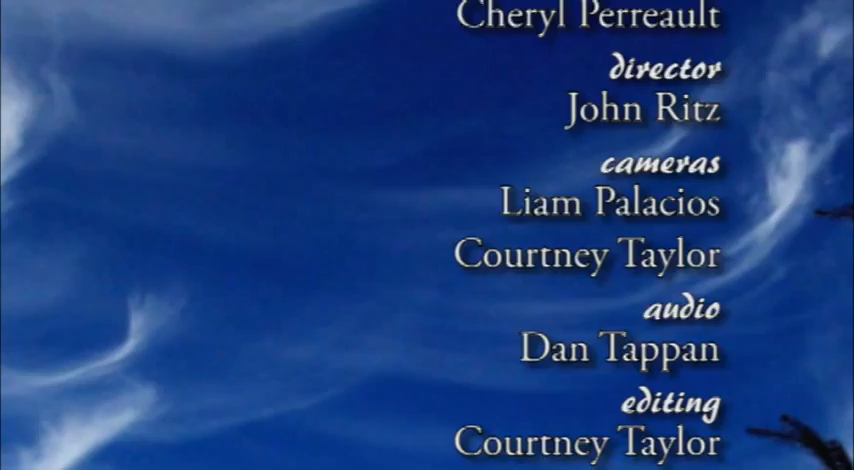 Cheryl Perreault
director
John Ritz
cameras
Liam Palacios
Courtney Taylor
audio
Dan Tappan
editing
Courtney Taylor